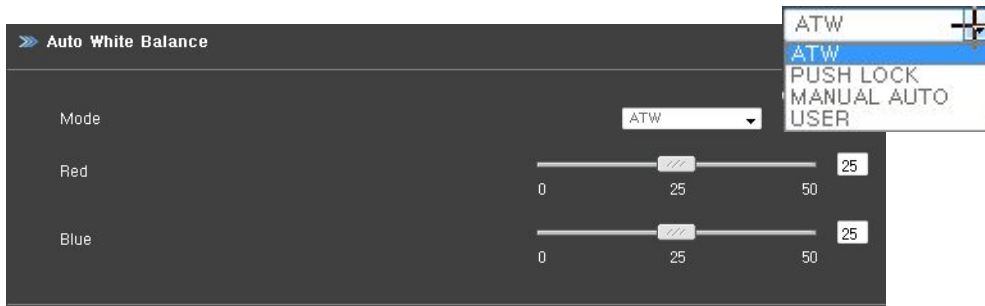 Auto White Balance
Mode
ATW
Red
25
0 25 50
Blue
25
0 25 50
ATW
ATW
PUSH LOCK
MANUAL AUTO
USER